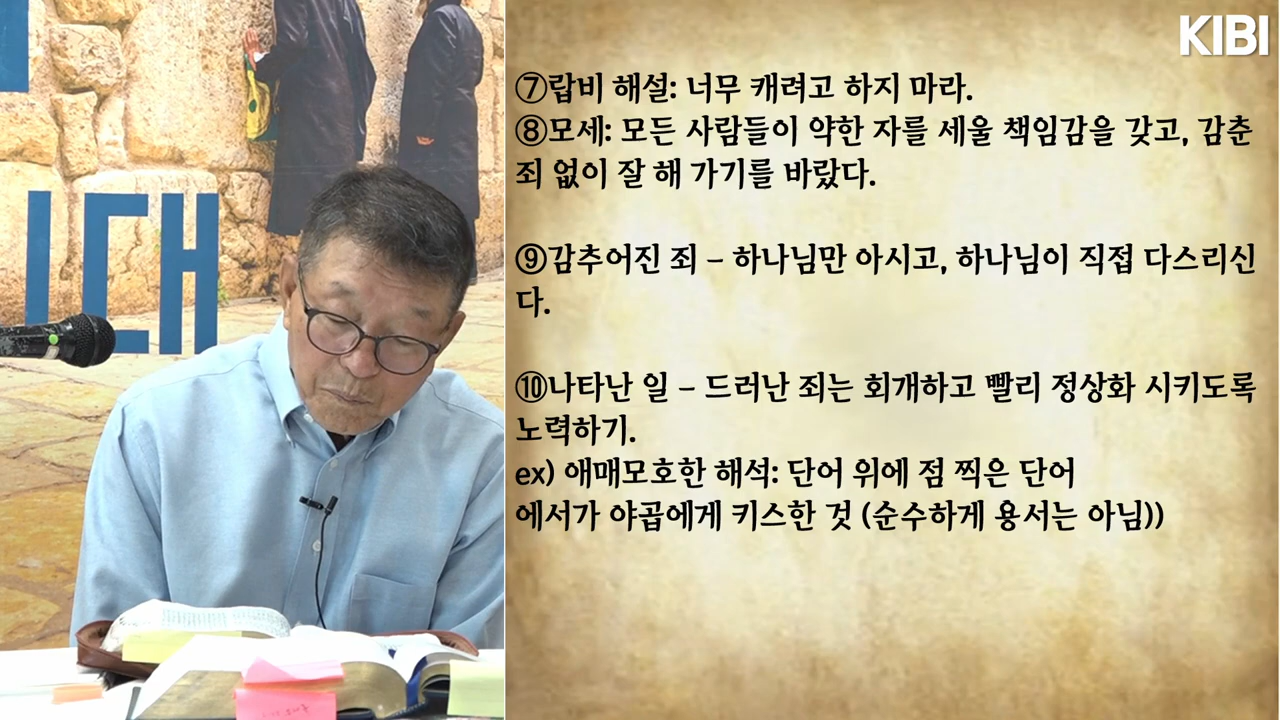 KIBI
⑦랍비 해설: 너무 캐려고 하지 마라.
⑧모세: 모든 사람들이 약한 자를 세울 책임감을 갖고, 감춘
죄 없이 잘 해 가기를 바랐다.
⑨감추어진 죄 – 하나님만 아시고, 하나님이 직접 다스리신
다.
⑩나타난 일 – 드러난 죄는 회개하고 빨리 정상화 시키도록
노력하기.
ex) 애매모호한 해석: 단어 위에 점 찍은 단어
에서가 야곱에게 키스한 것 (순수하게 용서는 아님))